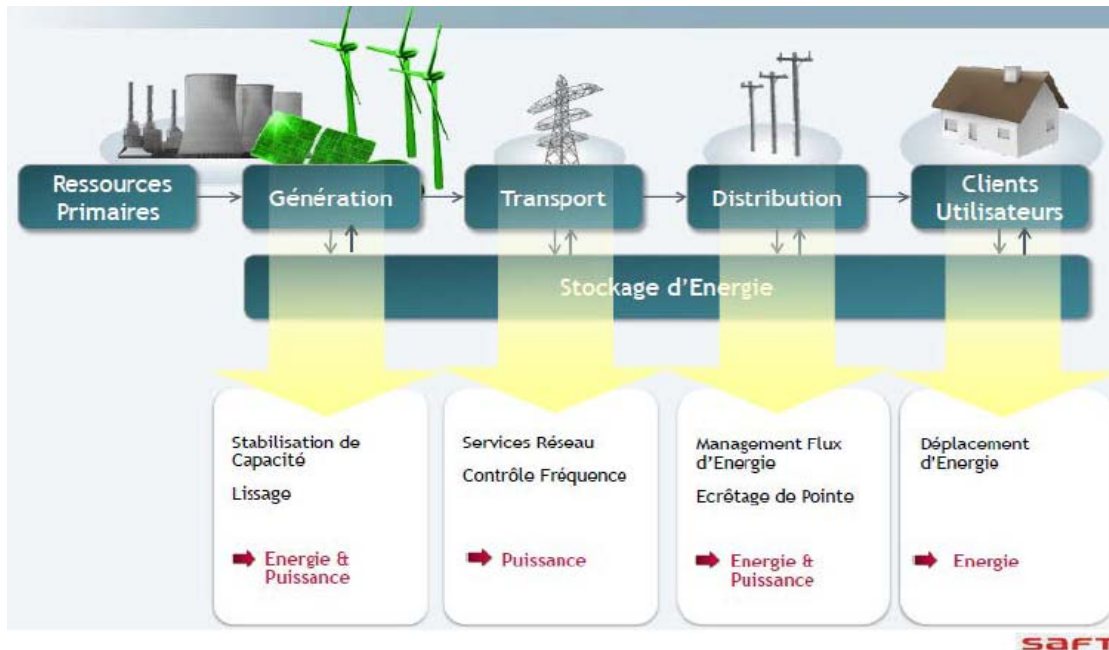 Ressources
Primaires
Génération
Transport
Distribution
Clients
Utilisateurs
Stockage d'Energie
Stabilisation de
Capacité
Lissage
Energie &
Puissance
Services Réseau
Contrôle Fréquence
Puissance
Management Flux
d'Energie
Ecrêtage de Pointe
Energie &
Puissance
Déplacement
d'Energie
Energie
SAFT